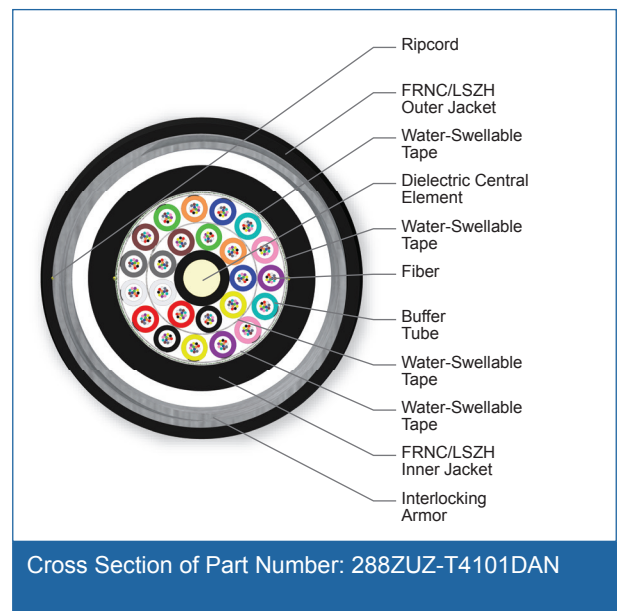 Ripcord
FRNC/LSZH
Outer Jacket
Water-Swellable
Tape
Dielectric Central
Element
Water-Swellable
Tape
Fiber
Buffer
Tube
Water-Swellable
Tape
Water-Swellable
Tape
FRNC/LSZH
Inner Jacket
Interlocking
Armor
Cross Section of Part Number: 288ZUZ-T4101DAN